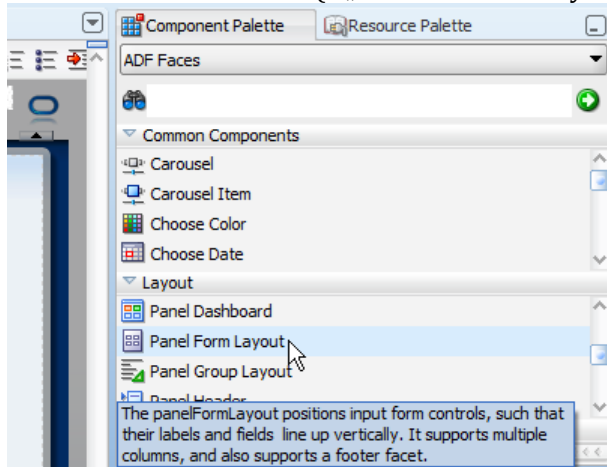 Component Palette
Resource Palette
ADF Faces
Common Components
Carousel
Carousel Item
Choose Color
Choose Date
Layout
Panel Dashboard
Panel Form Layout
Panel Group Layout
Panel Header
The panelFormLayout positions input form controls, such that
their labels and fields line up vertically. It supports multiple
columns, and also supports a footer facet.